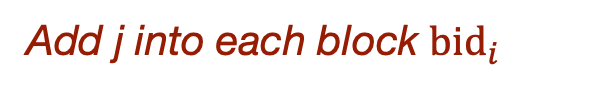 Add j into each block bidᵢ